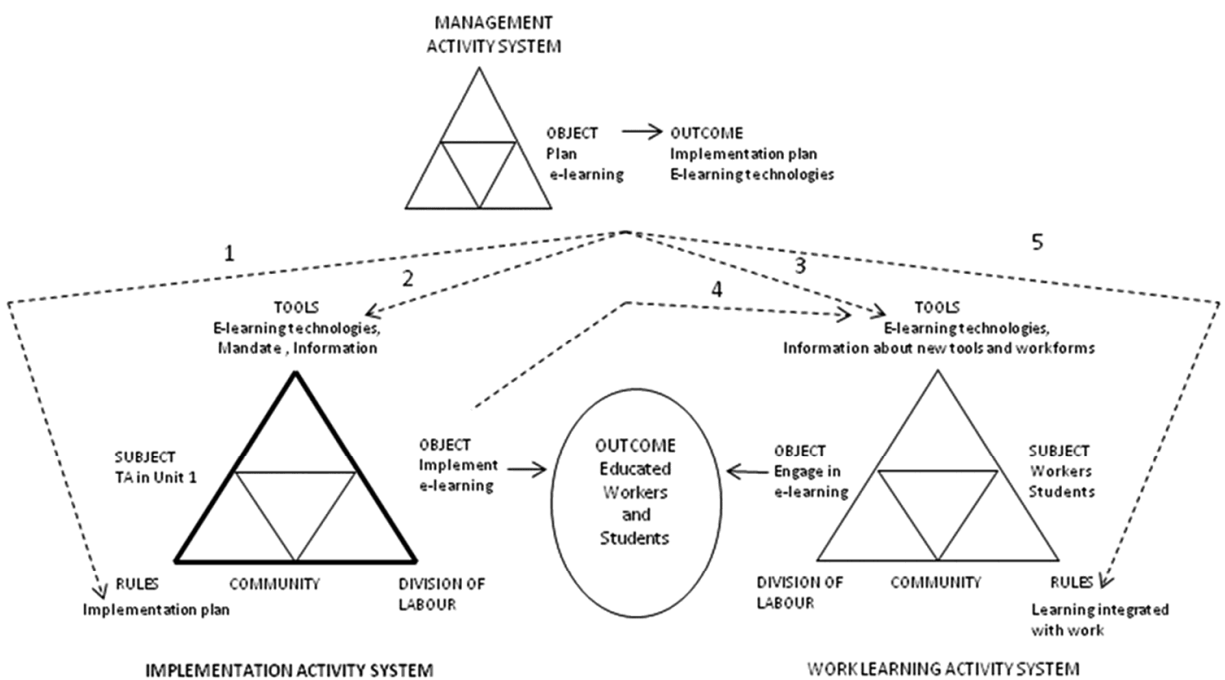 MANAGEMENT
ACTIVITY SYSTEM
OBJECT
Plan
e-learning
OUTCOME
Implementation plan
E-learning technologies
1
2
3
4
5
TOOLS
E-learning technologies,
Mandate , Information
SUBJECT
TA in Unit 1
OBJECT
Implement
e-learning
RULES
Implementation plan
COMMUNITY
DIVISION OF
LABOUR
IMPLEMENTATION ACTIVITY SYSTEM
OUTCOME
Educated
Workers
and
Students
TOOLS
E-learning technologies,
Information about new tools and workforms
OBJECT
Engage in
e-learning
SUBJECT
Workers
Students
DIVISION OF
LABOUR
COMMUNITY
RULES
Learning integrated
with work
WORK LEARNING ACTIVITY SYSTEM